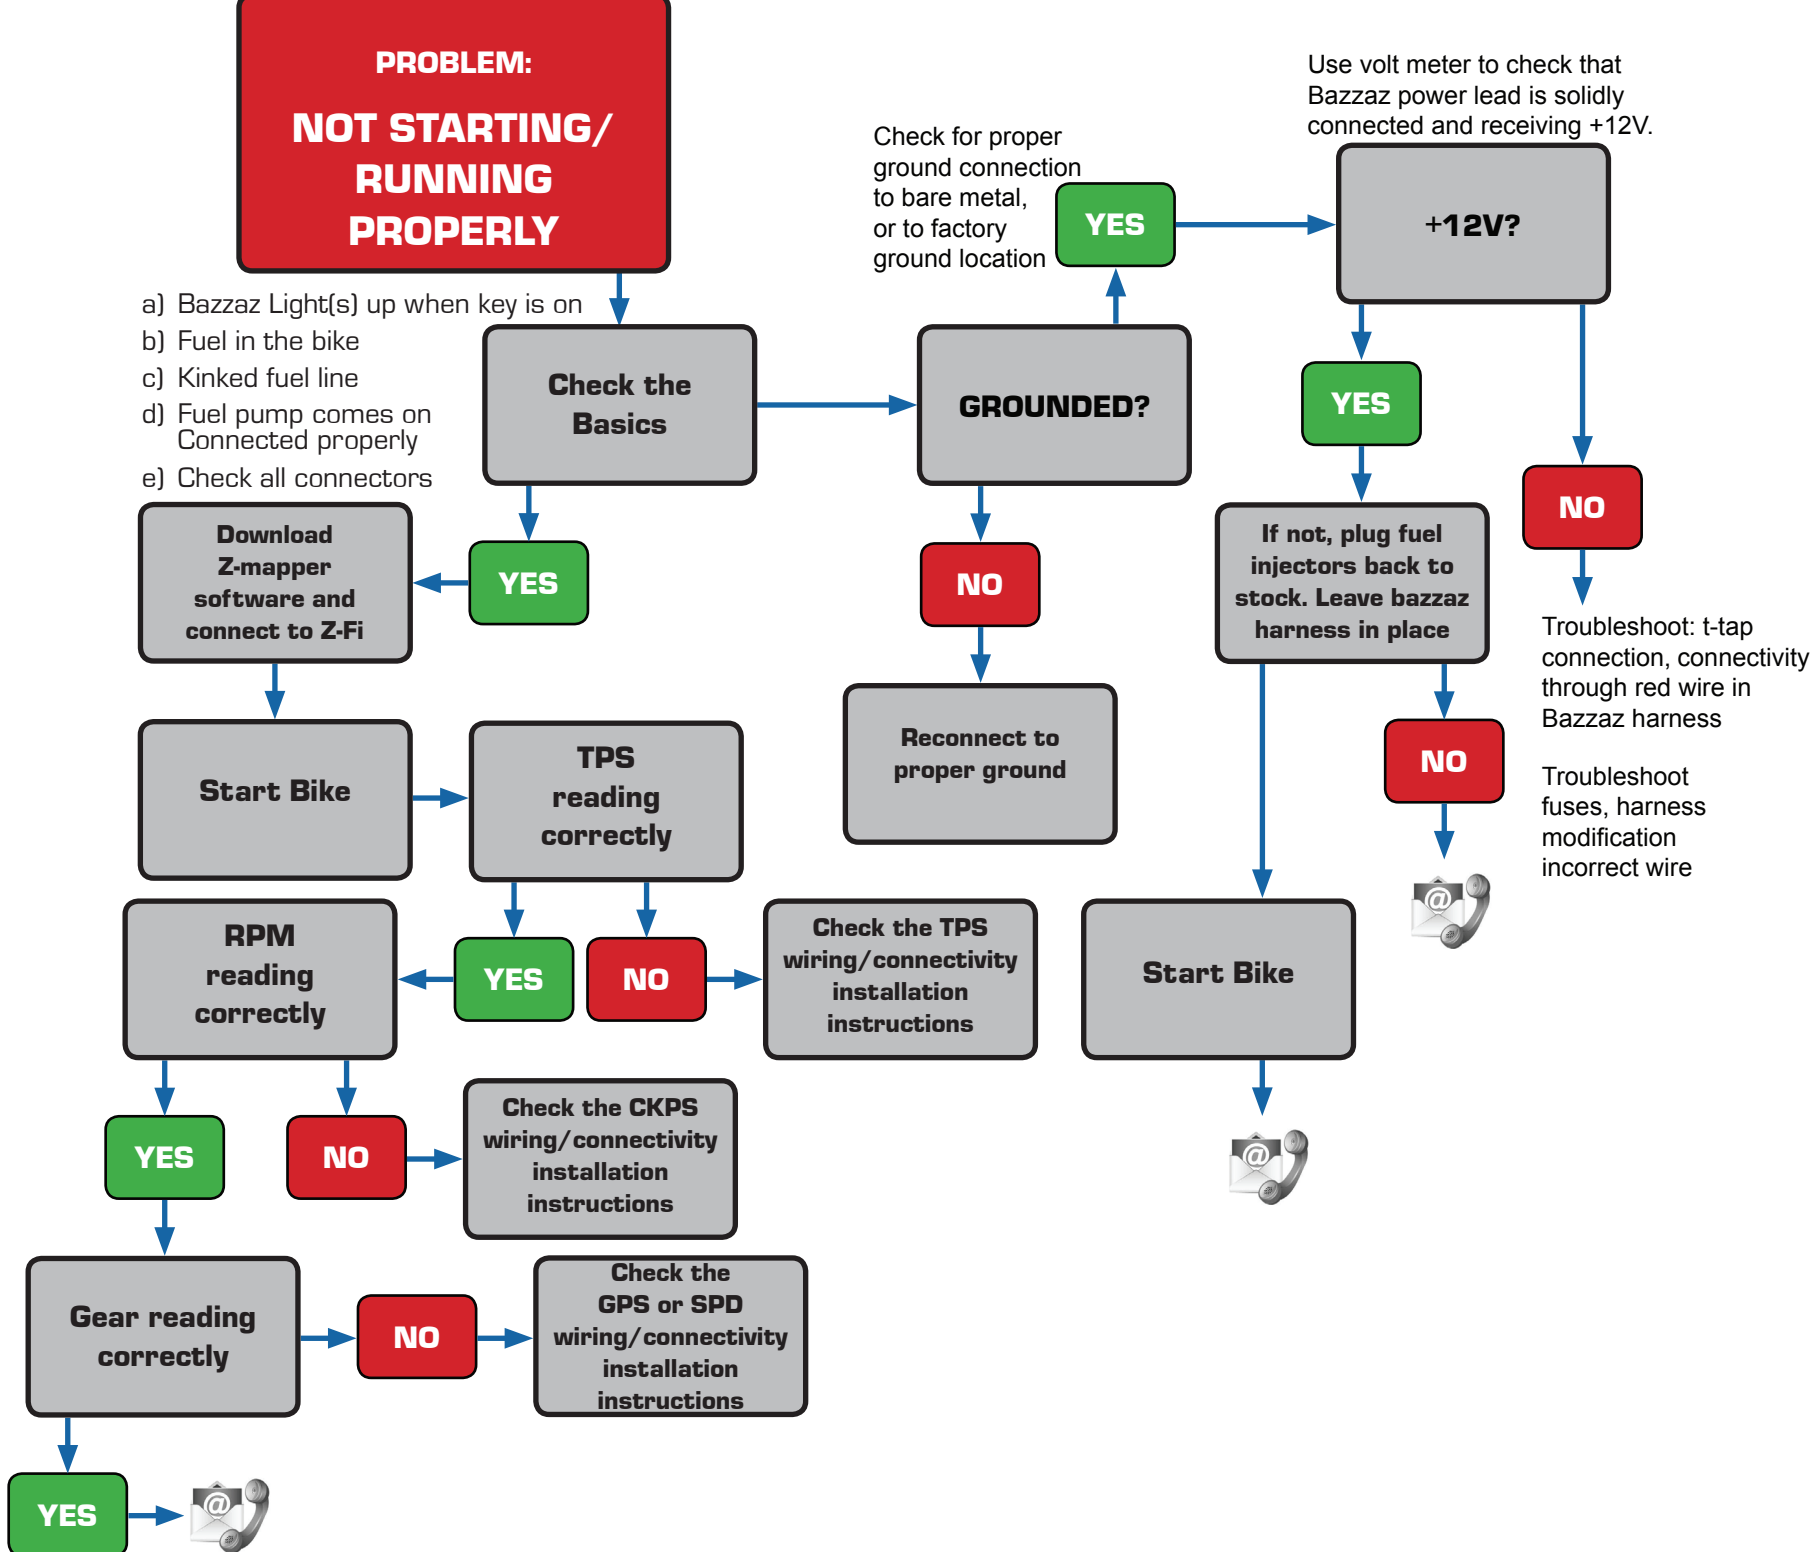 PROBLEM:
NOT STARTING/
RUNNING
PROPERLY
a) Bazzaz Light(s) up when key is on
b) Fuel in the bike
c) Kinked fuel line
d) Fuel pump comes on
Connected properly
e) Check all connectors
Check the
Basics
Check for proper
ground connection
to bare metal,
or to factory
ground location
GROUNDED?
YES
Use volt meter to check that
Bazzaz power lead is solidly
connected and receiving +12V.
+12V?
YES
NO
If not, plug fuel
injectors back to
stock. Leave bazzaz
harness in place
Troubleshoot: t-tap
connection, connectivity
through red wire in
Bazzaz harness
Troubleshoot
fuses, harness
modification
incorrect wire
NO
@
Start Bike
@
NO
Reconnect to
proper ground
YES
Download
Z-mapper
software and
connect to Z-Fi
Start Bike
TPS
reading
correctly
YES
NO
Check the TPS
wiring/connectivity
installation
instructions
RPM
reading
correctly
YES
NO
Check the CKPS
wiring/connectivity
installation
instructions
Gear reading
correctly
NO
Check the
GPS or SPD
wiring/connectivity
installation
instructions
YES
@